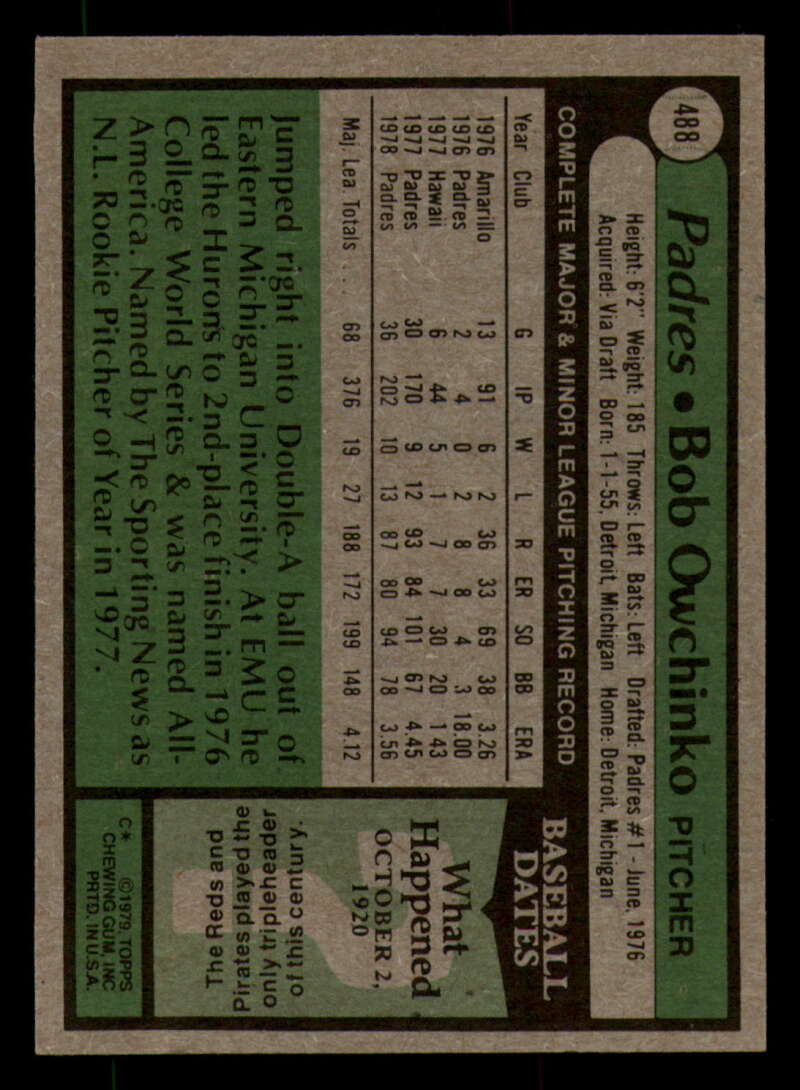 488
Padres • Bob Owchinko PITCHER
Height: 6'2" Weight: 185 Throws: Left Bats: Left Drafted: Padres #1 - June, 1976
Acquired: Via Draft Born: 1-1-55, Detroit, Michigan Home: Detroit, Michigan
COMPLETE MAJOR & MINOR LEAGUE PITCHING RECORD
Year Club G IP W L R ER SO BB ERA
1976 Amarillo 13 91 6 2 36 33 69 38 3.26
1976 Padres 2 4 0 2 8 8 4 3 18.00
1977 Hawaii 6 44 5 1 7 7 30 20 1 43
1977 Padres 30 170 9 12 93 84 101 67 4.45
1978 Padres 36 202 10 13 87 80 94 78 3.56
Maj. Lea Totals . . . . 68 376 19 27 188 172 199 148 4.12
Jumped right into Double-A ball out of
Eastern Michigan University. At EMU he
led the Hurons to 2nd-place finish in 1976
College World Series & was named All-
America. Named by The Sporting News as
N.L. Rookie Pitcher of Year in 1977.
BASEBALL
DATES
What
Happened
OCTOBER 2,
1920
The Reds and
Pirates played the
only tripleheader
of this century.
C* ©1979, TOPPS
CHEWING GUM, INC
PRTD. IN U.S.A.